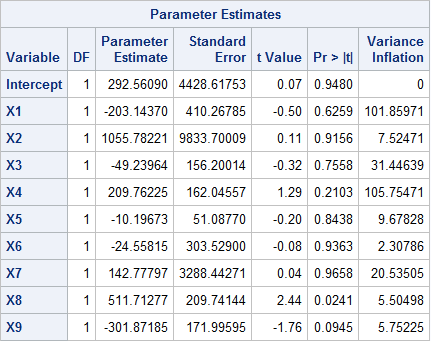 Parameter Estimates
Variable DF Parameter Estimate Standard Error t Value Pr > |t| Variance Inflation
Intercept 1 292.56090 4428.61753 0.07 0.9480 0
X1 1 -203.14370 410.26785 -0.50 0.6259 101.85971
X2 1 1055.78221 9833.70009 0.11 0.9156 7.52471
X3 1 -49.23964 156.20014 -0.32 0.7558 31.44639
X4 1 209.76235 162.04557 1.29 0.2103 105.75471
X5 1 -10.19673 51.08770 -0.20 0.8438 9.67828
X6 1 -24.55815 303.52900 -0.08 0.9363 2.30786
X7 1 142.77797 3288.44271 0.04 0.9658 20.53505
X8 1 511.71277 209.74144 2.44 0.0241 5.50498
X9 1 -301.87185 171.99595 -1.76 0.0945 5.75225